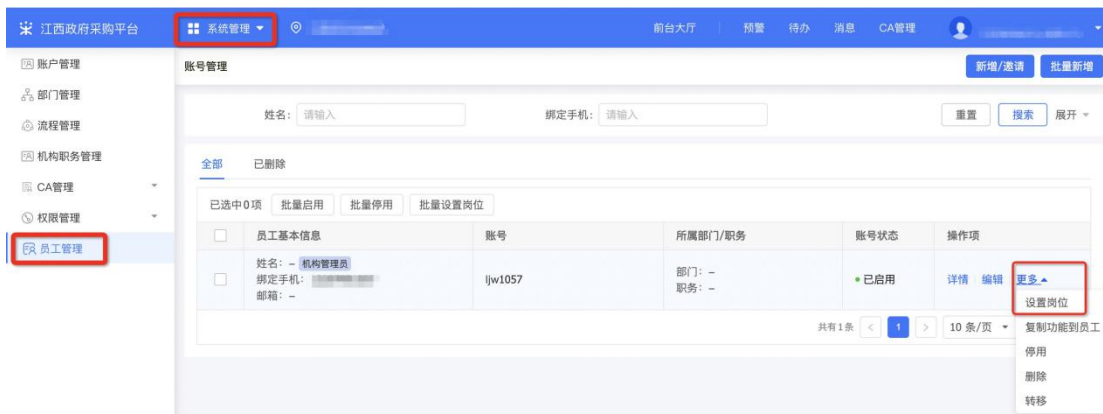 江西政府采购平台
系统管理
前台大厅
预警
待办
消息
CA管理
账户管理
部门管理
流程管理
机构职务管理
CA管理
权限管理
员工管理
账号管理
新增/邀请
批量新增
姓名: 请输入
绑定手机: 请输入
重置
搜索
展开
全部
已删除
已选中0项
批量启用
批量停用
批量设置岗位
员工基本信息
账号
所属部门/职务
账号状态
操作项
姓名: – 机构管理员
绑定手机:
邮箱: –
ljw1057
部门: –
职务: –
已启用
详情
编辑
更多
设置岗位
复制功能到员工
停用
删除
转移
共有1条
1
10 条/页